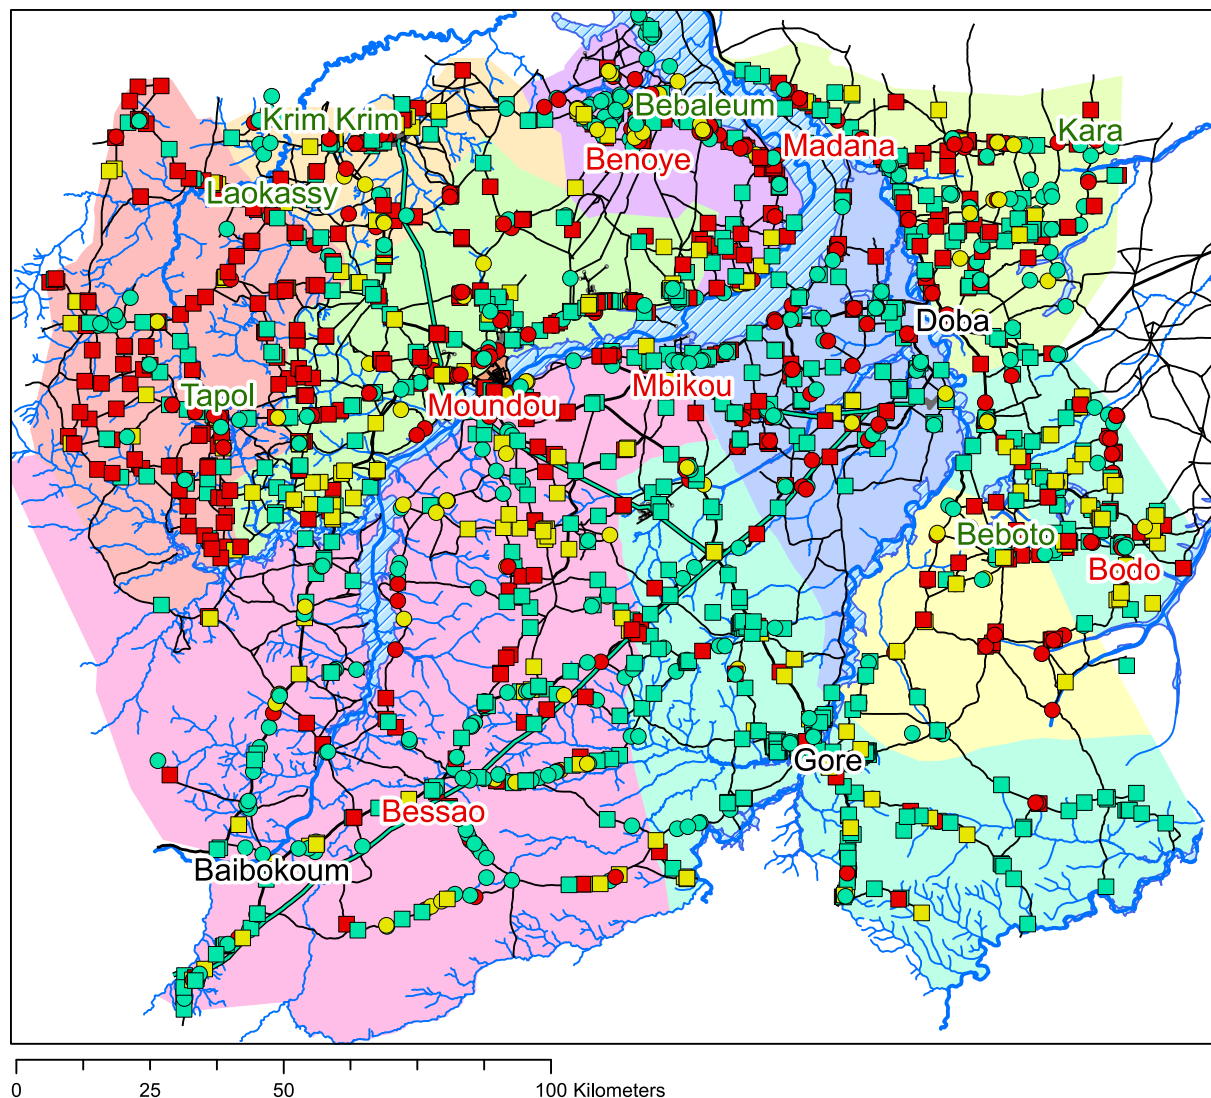 Bebaleum
Krim Krim
Kara
Madana
Benoye
Laokassy
Doba
Mbikou
Tapol
Moundou
Beboto
Bodo
Gore
Bessao
Baibokoum
0 25 50 100 Kilometers